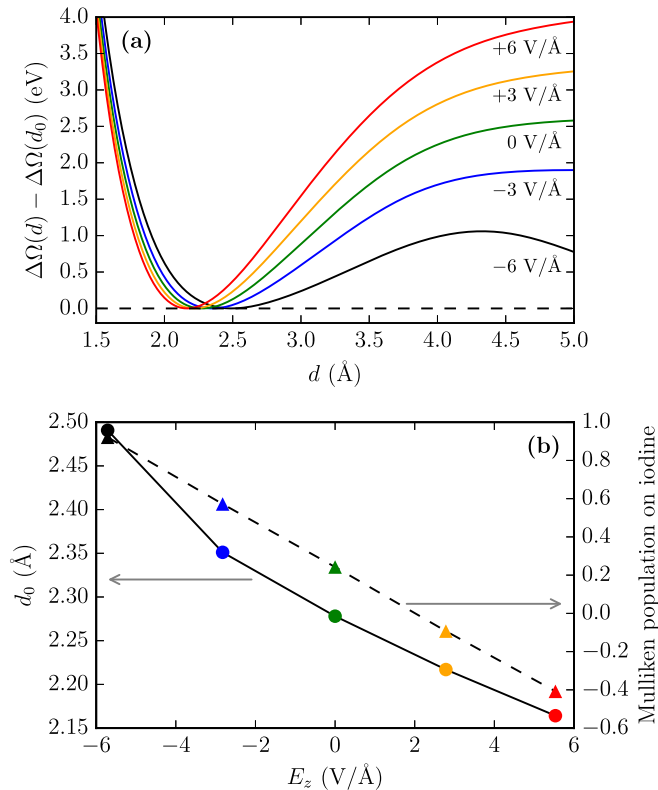 (a)
4.0
3.5
3.0
2.5
2.0
1.5
1.0
0.5
0.0
ΔΩ(d) − ΔΩ(d₀) (eV)
+6 V/Å
+3 V/Å
0 V/Å
−3 V/Å
−6 V/Å
1.5 2.0 2.5 3.0 3.5 4.0 4.5 5.0
d (Å)
(b)
2.50
2.45
2.40
2.35
2.30
2.25
2.20
2.15
d₀ (Å)
1.0
0.8
0.6
0.4
0.2
0.0
−0.2
−0.4
−0.6
Mulliken population on iodine
−6 −4 −2 0 2 4 6
E_z (V/Å)